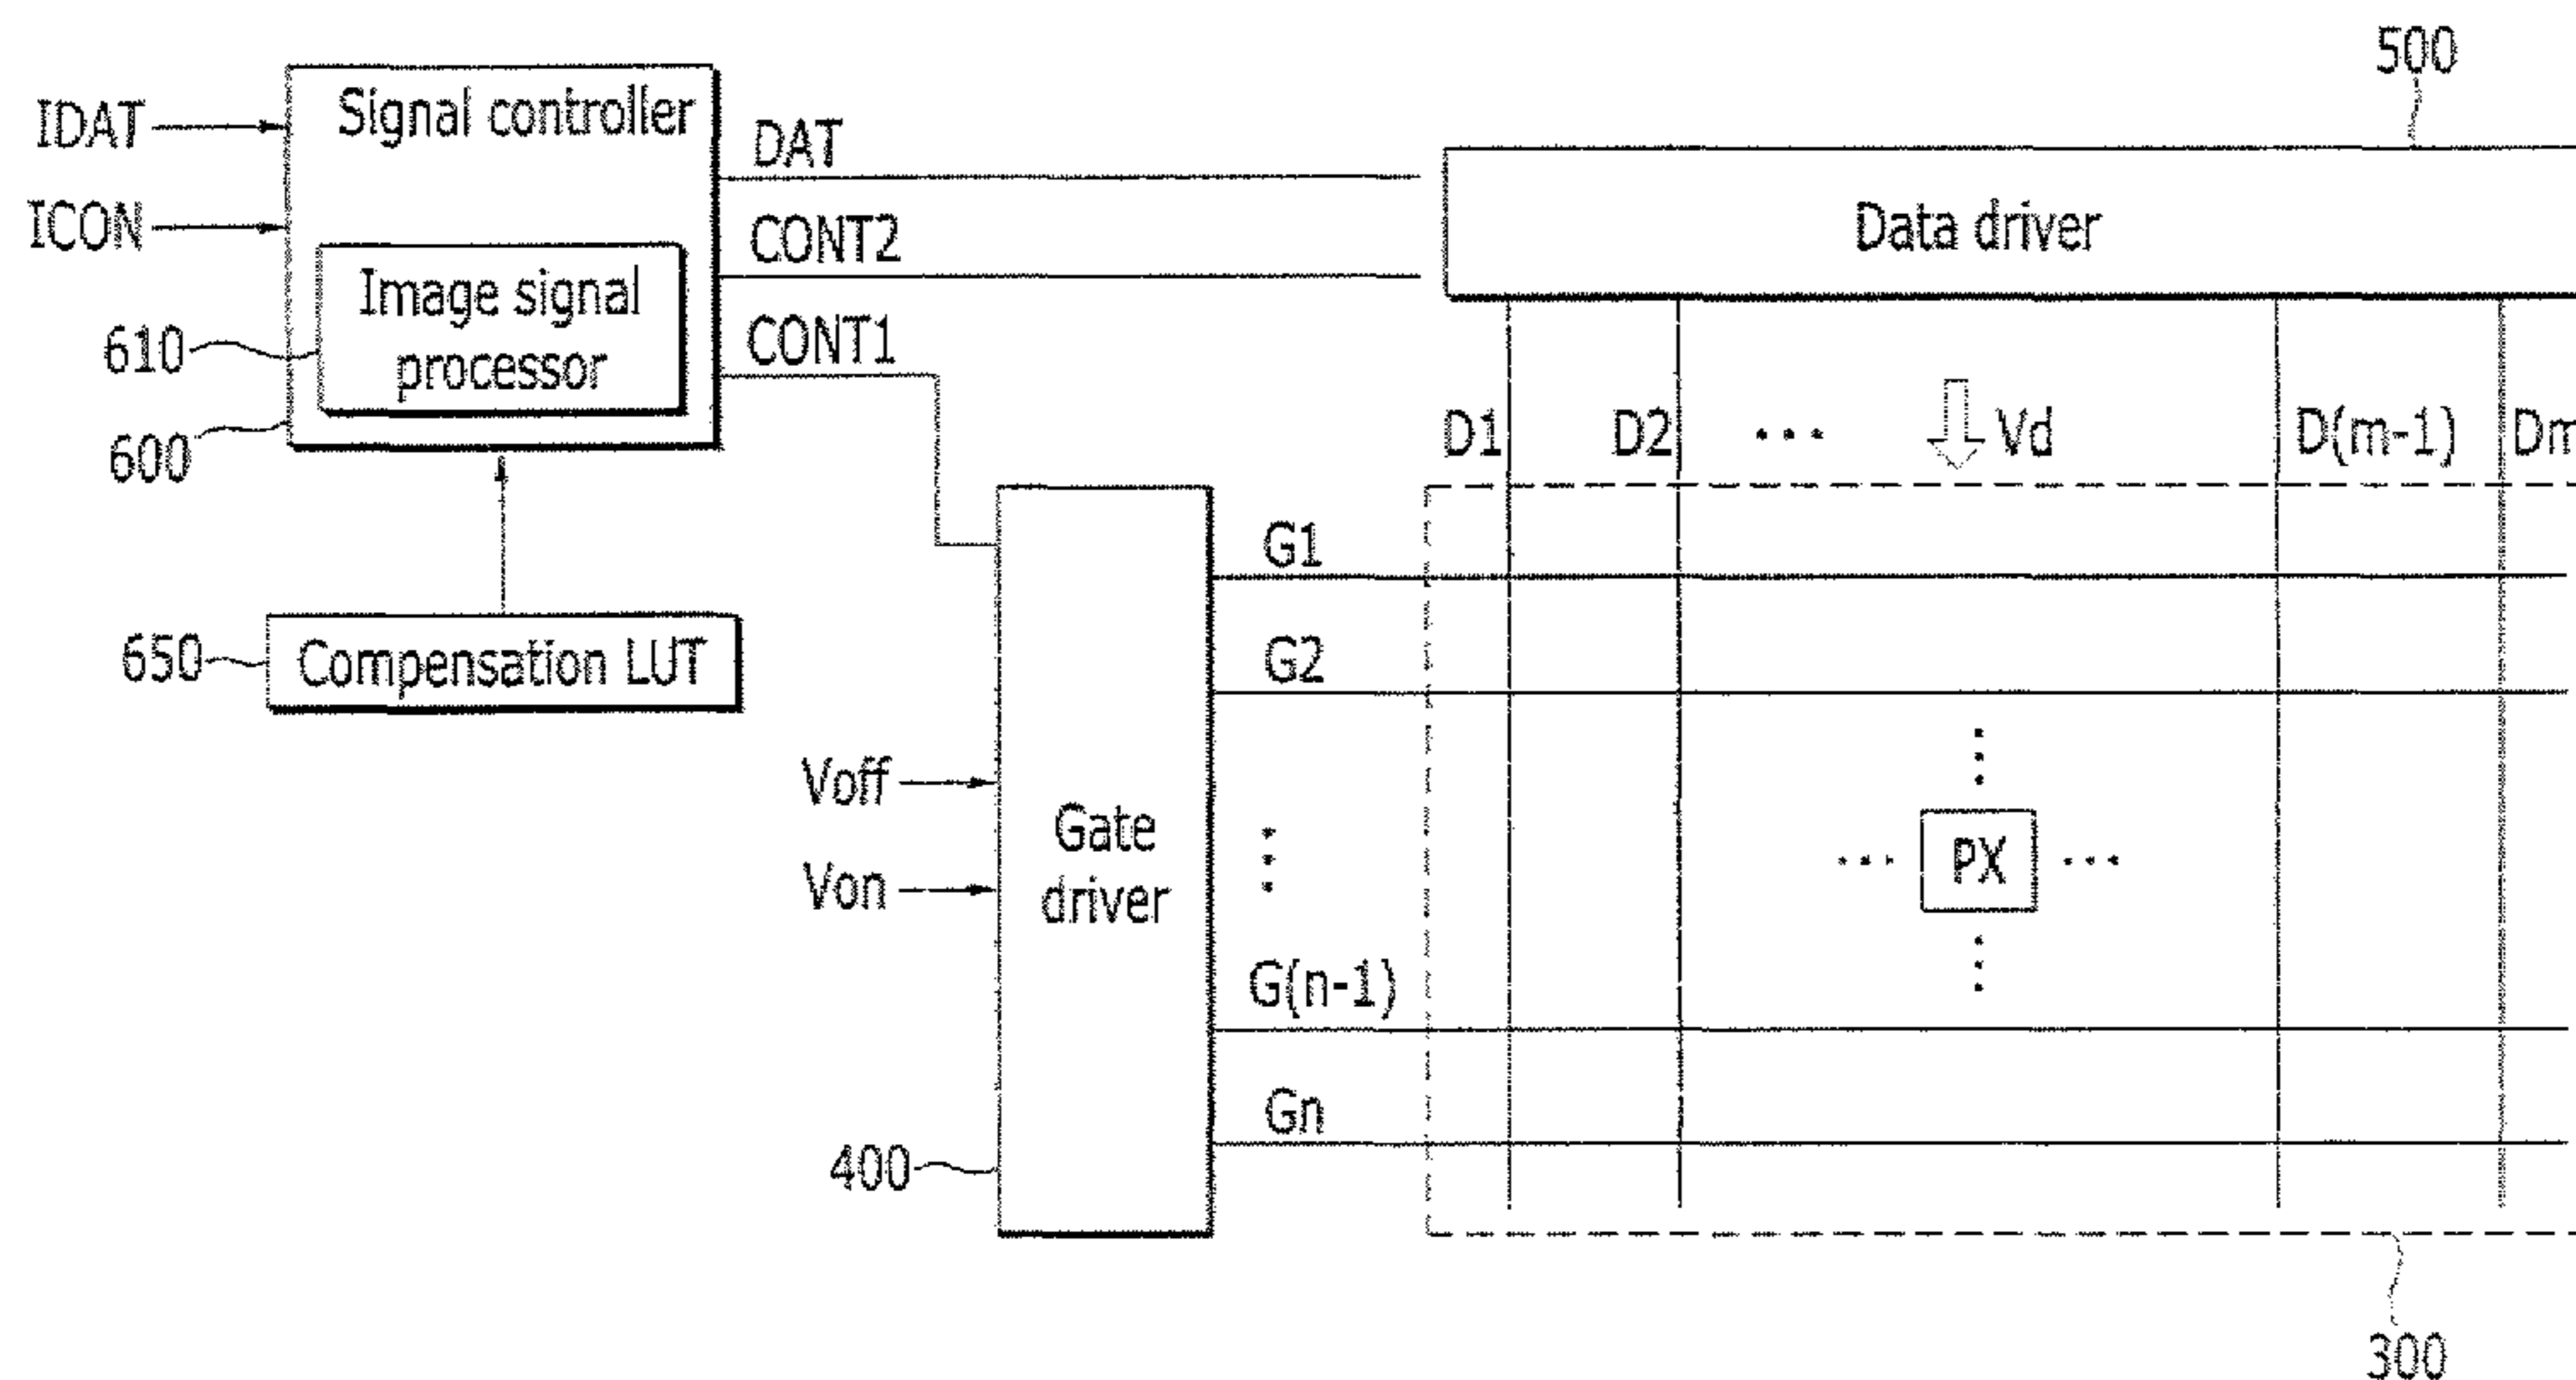 500
IDAT
Signal controller
DAT
ICON
CONT2
Data driver
Image signal
processor
610
CONT1
600
D1
D2
...
Vd
D(m-1)
Dm
G1
G2
650
Compensation LUT
Voff
Von
Gate
driver
... PX ...
G(n-1)
Gn
400
300